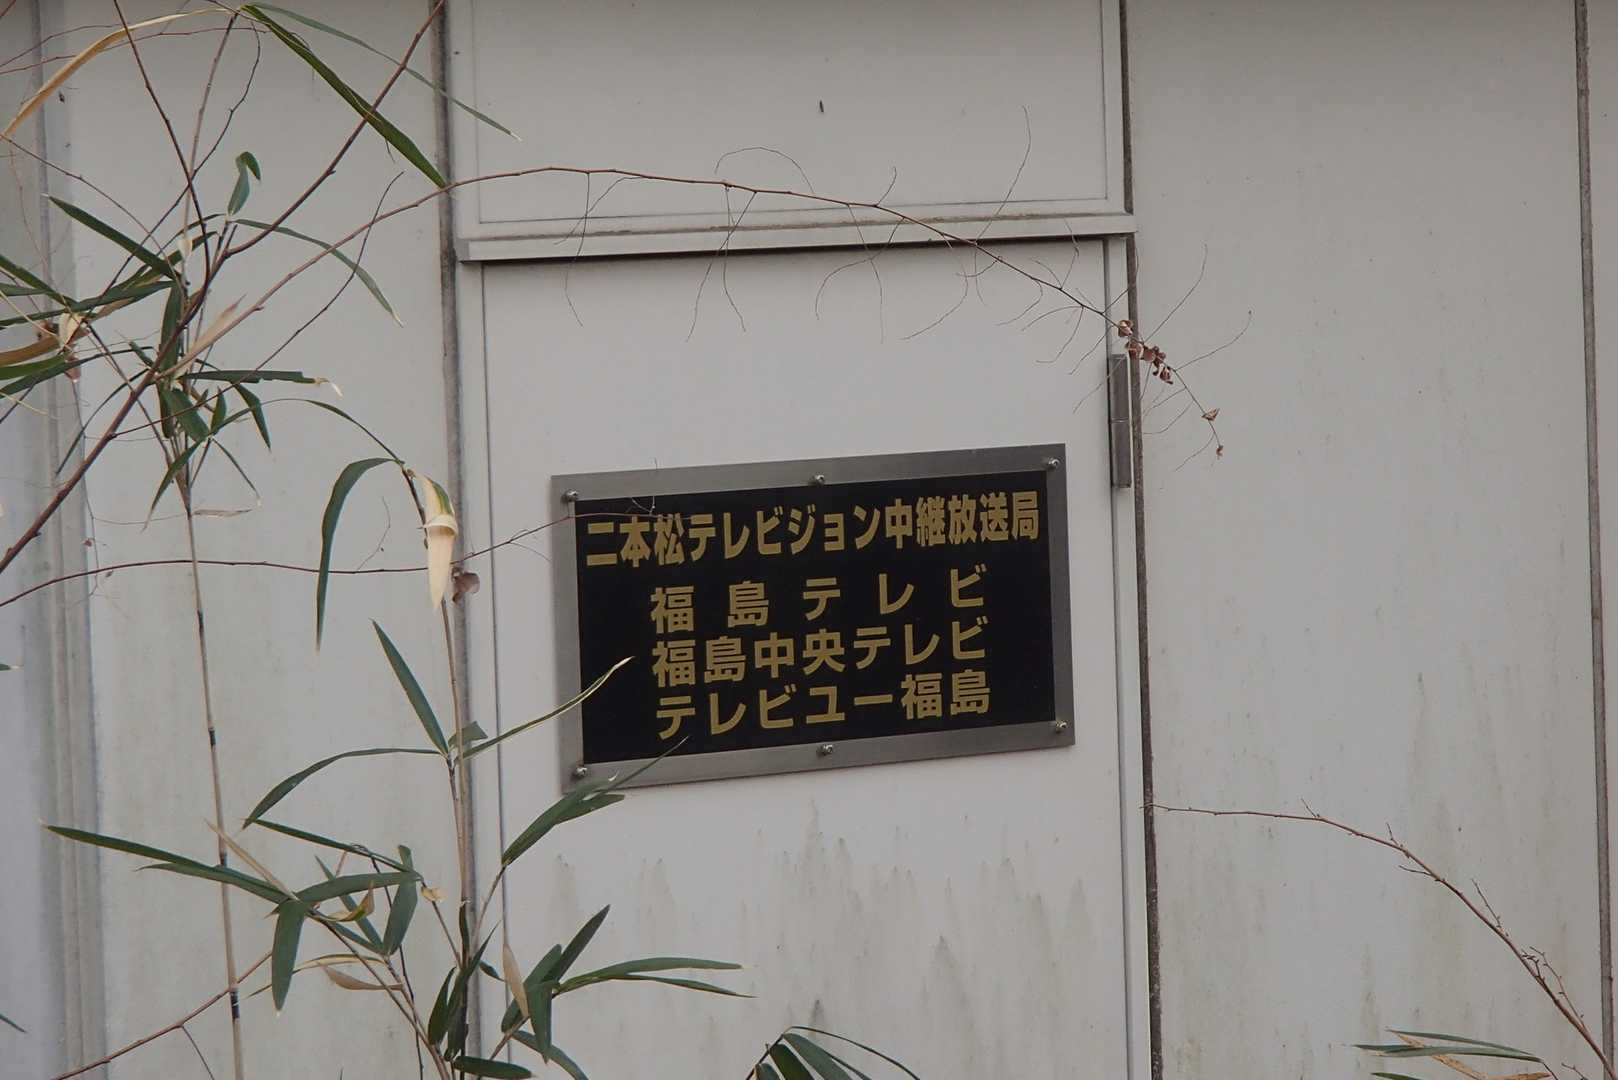 二本松テレビジョン中継放送局
福島テレビ
福島中央テレビ
テレビユー福島